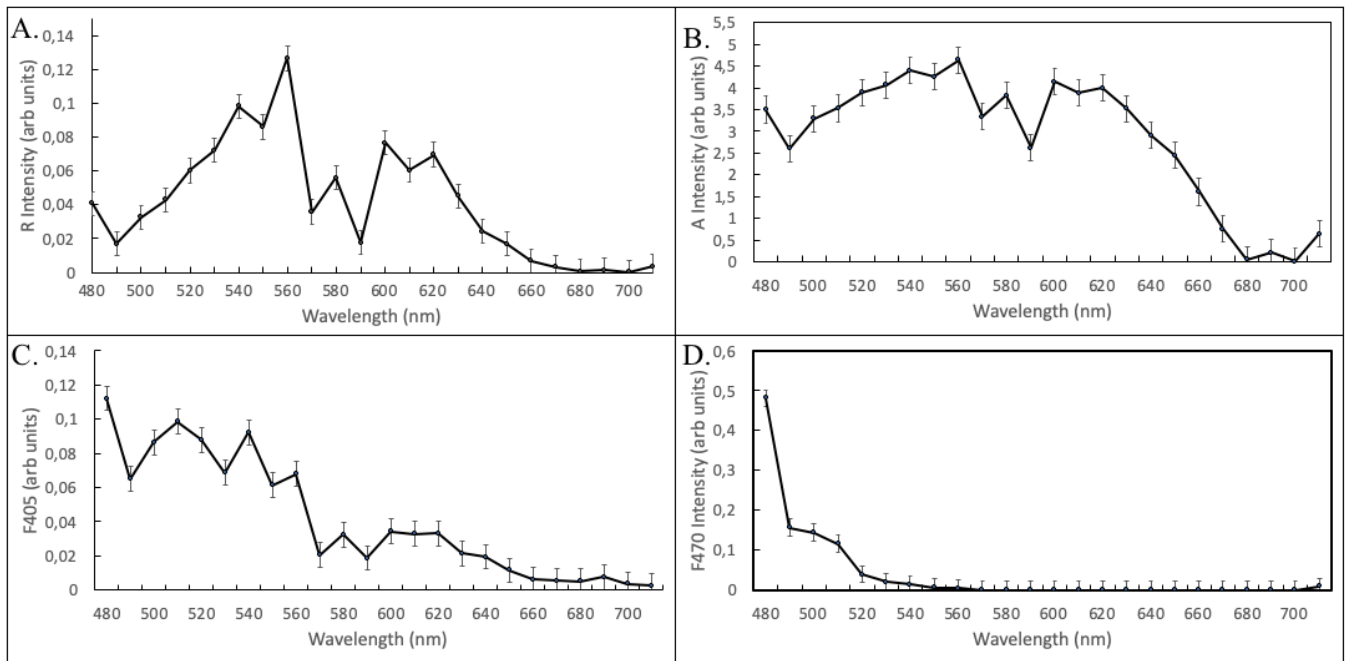 A.
R Intensity (arb units)
0,14
0,12
0,1
0,08
0,06
0,04
0,02
0
480 500 520 540 560 580 600 620 640 660 680 700
Wavelength (nm)
B.
A Intensity (arb units)
5,5
5
4,5
4
3,5
3
2,5
2
1,5
1
0,5
0
480 500 520 540 560 580 600 620 640 660 680 700
Wavelength (nm)
C.
F405 (arb units)
0,14
0,12
0,1
0,08
0,06
0,04
0,02
0
480 500 520 540 560 580 600 620 640 660 680 700
Wavelength (nm)
D.
F470 Intensity (arb units)
0,6
0,5
0,4
0,3
0,2
0,1
0
480 500 520 540 560 580 600 620 640 660 680 700
Wavelength (nm)